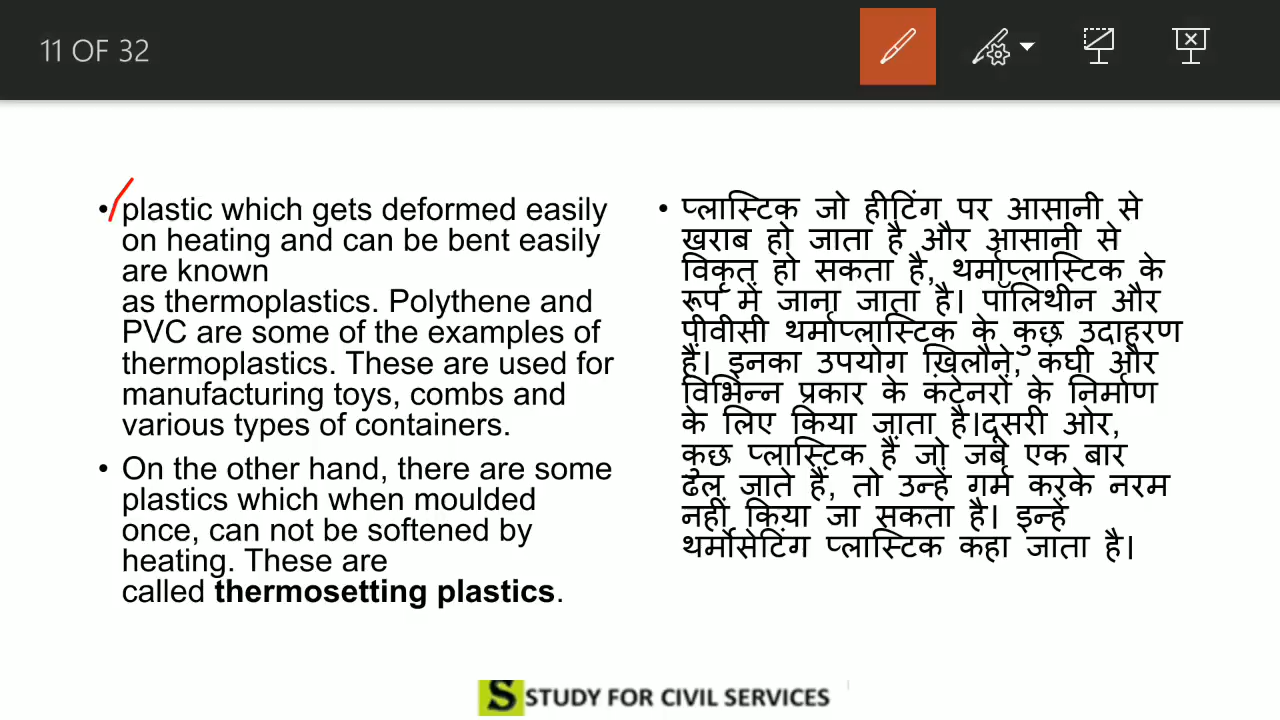 11 OF 32
• plastic which gets deformed easily
on heating and can be bent easily
are known
as thermoplastics. Polythene and
PVC are some of the examples of
thermoplastics. These are used for
manufacturing toys, combs and
various types of containers.
• On the other hand, there are some
plastics which when moulded
once, can not be softened by
heating. These are
called thermosetting plastics.
• प्लास्टिक जो हीटिंग पर आसानी से
खराब हो जाता है और आसानी से
विकृत हो सकता है, थर्माप्लास्टिक के
रूप में जाना जाता है। पॉलिथीन और
पीवीसी थर्माप्लास्टिक के कुछ उदाहरण
हैं। इनका उपयोग खिलौने, कंघी और
विभिन्न प्रकार के कंटेनरों के निर्माण
के लिए किया जाता है।दूसरी ओर,
कुछ प्लास्टिक हैं जो जब एक बार
ढल जाते हैं, तो उन्हें गर्म करके नरम
नहीं किया जा सकता है। इन्हें
थर्मोसेटिंग प्लास्टिक कहा जाता है।
S STUDY FOR CIVIL SERVICES